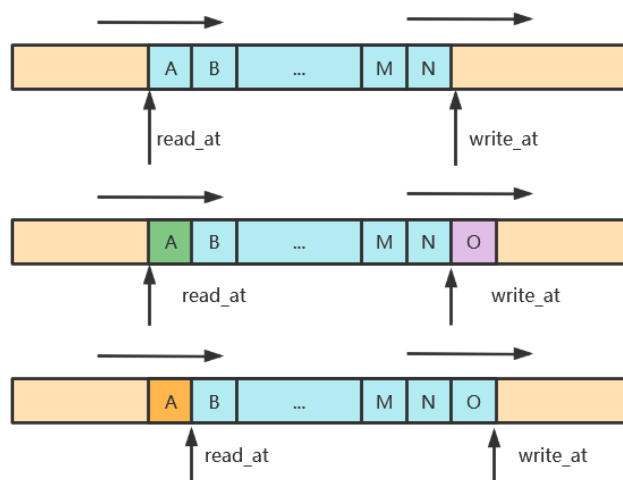 A B ... M N
read_at write_at
A B ... M N O
read_at write_at
A B ... M N O
read_at write_at